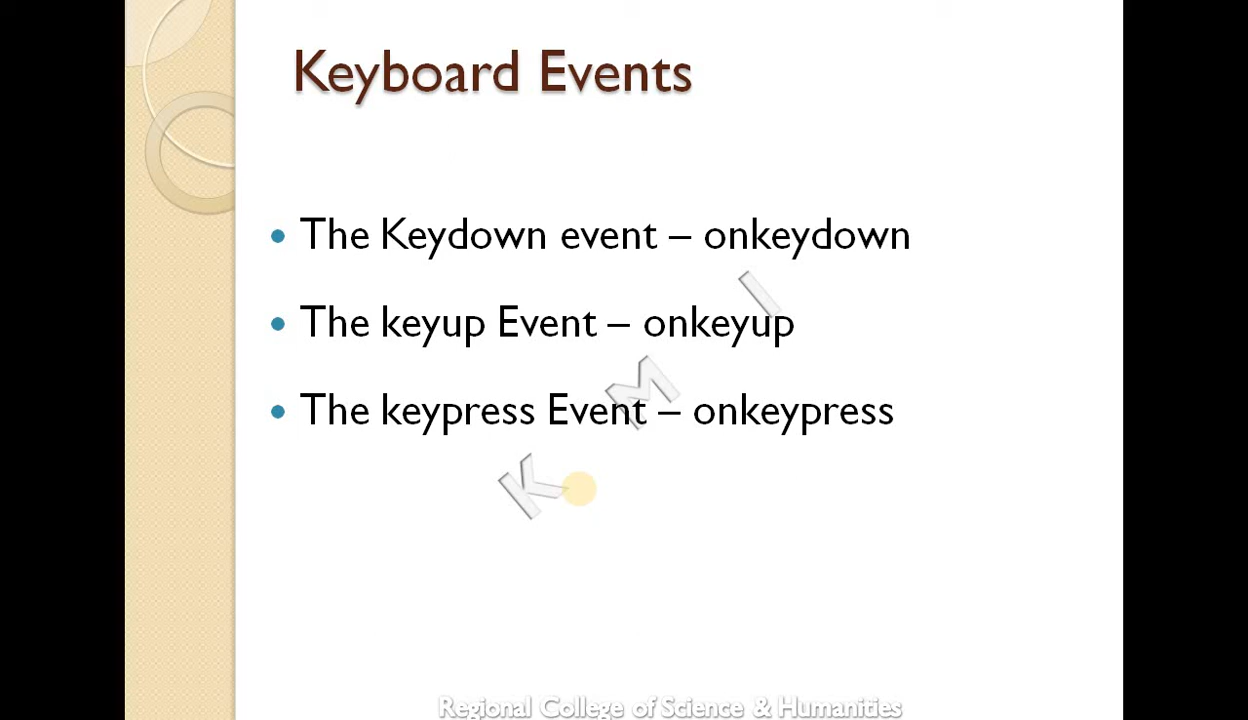 Keyboard Events
• The Keydown event – onkeydown
• The keyup Event – onkeyup
• The keypress Event – onkeypress
K M I
Regional College of Science & Humanities